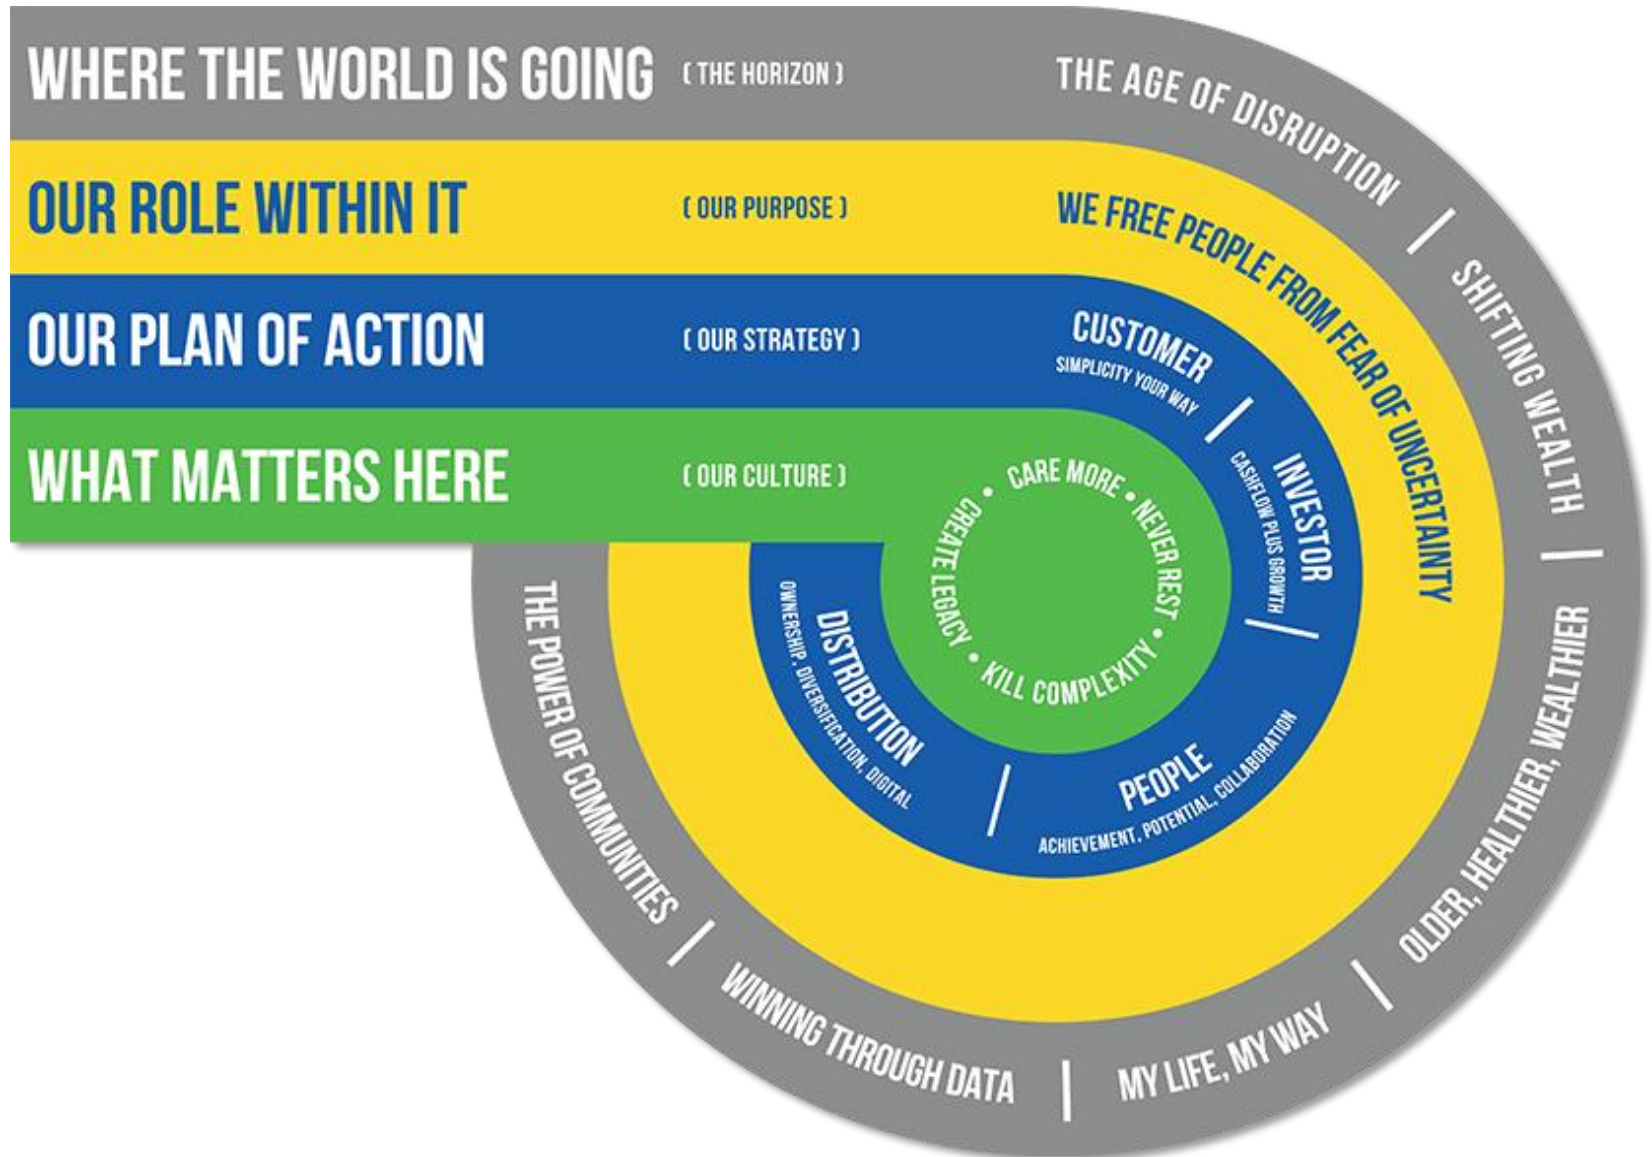 WHERE THE WORLD IS GOING ( THE HORIZON )
THE AGE OF DISRUPTION | SHIFTING WEALTH | OLDER, HEALTHIER, WEALTHIER | MY LIFE, MY WAY | WINNING THROUGH DATA | THE POWER OF COMMUNITIES
OUR ROLE WITHIN IT ( OUR PURPOSE )
WE FREE PEOPLE FROM FEAR OF UNCERTAINTY
OUR PLAN OF ACTION ( OUR STRATEGY )
CUSTOMER
SIMPLICITY YOUR WAY
INVESTOR
CASHFLOW PLUS GROWTH
PEOPLE
ACHIEVEMENT, POTENTIAL, COLLABORATION
DISTRIBUTION
OWNERSHIP, DIVERSIFICATION, DIGITAL
WHAT MATTERS HERE ( OUR CULTURE )
CARE MORE • NEVER REST • KILL COMPLEXITY • CREATE LEGACY •